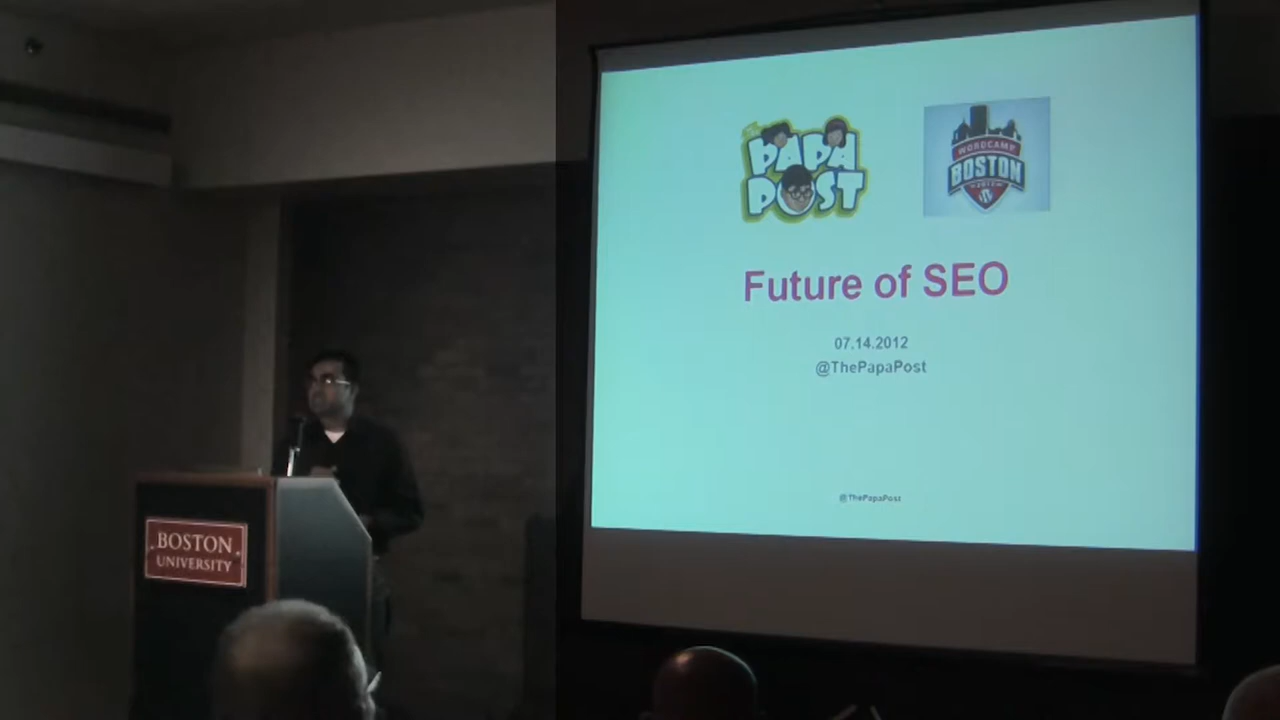 BOSTON
UNIVERSITY
PAPA
POST
WORDCAMP
BOSTON
Future of SEO
07.14.2012
@ThePapaPost
@ThePapaPost